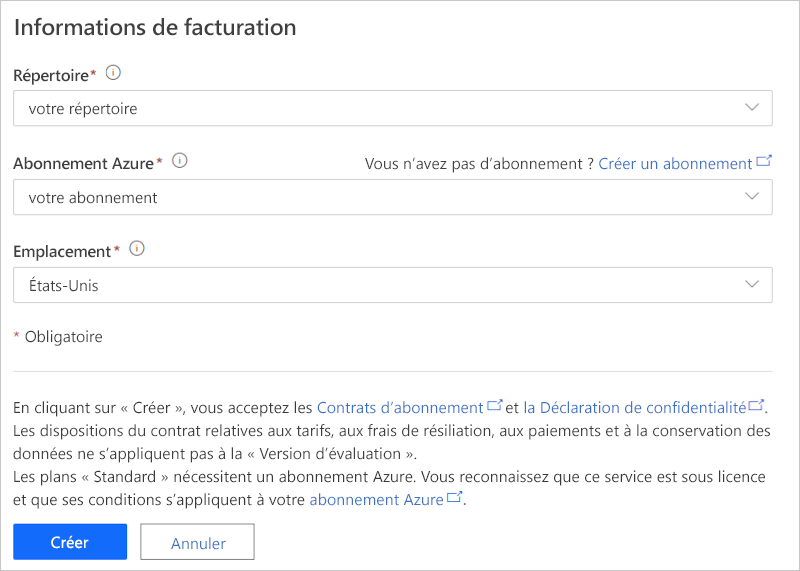 Informations de facturation
Répertoire*
votre répertoire
Abonnement Azure*
Vous n’avez pas d’abonnement ? Créer un abonnement
votre abonnement
Emplacement*
États-Unis
* Obligatoire
En cliquant sur « Créer », vous acceptez les Contrats d’abonnement et la Déclaration de confidentialité.
Les dispositions du contrat relatives aux tarifs, aux frais de résiliation, aux paiements et à la conservation des
données ne s’appliquent pas à la « Version d’évaluation ».
Les plans « Standard » nécessitent un abonnement Azure. Vous reconnaissez que ce service est sous licence
et que ses conditions s’appliquent à votre abonnement Azure.
Créer
Annuler